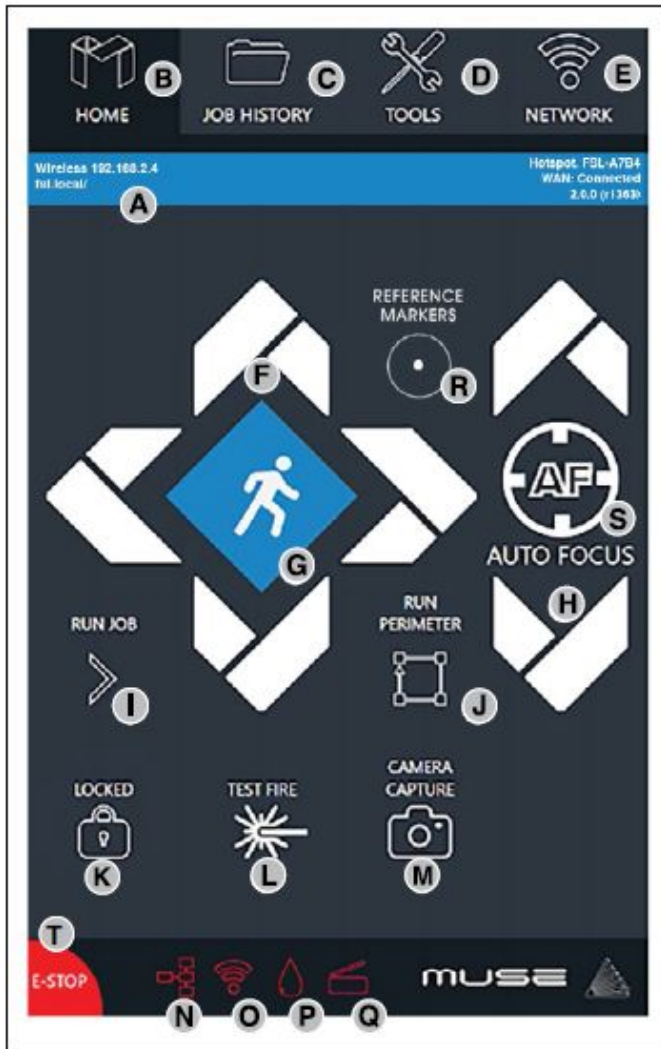 HOME B
JOB HISTORY C
TOOLS D
NETWORK E
Wireless 192.168.2.4
fsl.local/
A
Hotspot. FSL-A7B4
WAN: Connected
2.0.0 (r1363)
REFERENCE
MARKERS
F
R
AF
S
G
AUTO FOCUS
H
RUN JOB
I
RUN
PERIMETER
J
LOCKED
K
TEST FIRE
L
CAMERA
CAPTURE
M
T
E-STOP
N
O
P
Q
muse